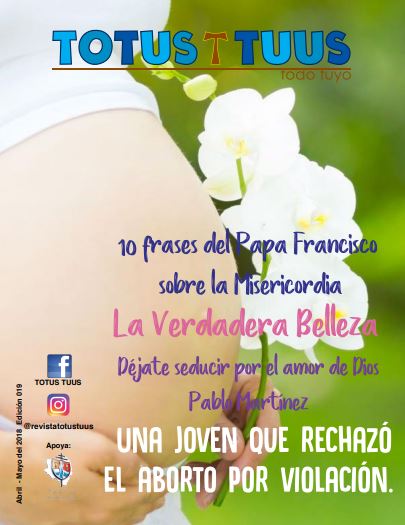 TOTUS T TUUS
todo tuyo
10 frases del Papa Francisco
sobre la Misericordia
La Verdadera Belleza
Déjate seducir por el amor de Dios
Pablo Martínez
UNA JOVEN QUE RECHAZÓ
EL ABORTO POR VIOLACIÓN.
TOTUS TUUS
@revistatotustuus
Apoya:
Abril - Mayo del 2018 Edición 019